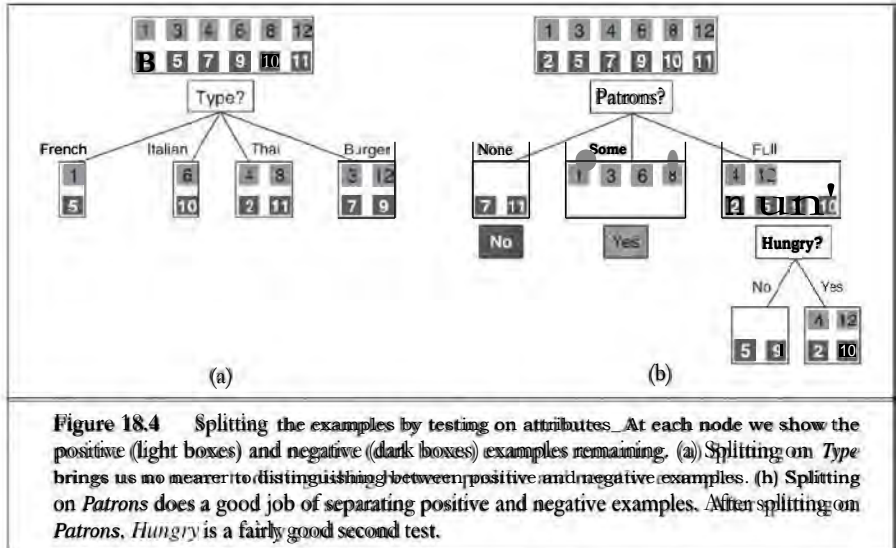 1 3 4 6 8 12
B 5 7 9 10 11
Type?
French Italian Thai Burger
1 6 4 8 3 12
5 10 2 11 7 9
(a)
1 3 4 6 8 12
2 5 7 9 10 11
Patrons?
None Some Full
1 3 6 8 4 12
7 11 10
No Yes Hungry?
No Yes
4 12
5 9 2 10
(b)
Figure 18.4 Splitting the examples by testing on attributes. At each node we show the
positive (light boxes) and negative (dark boxes) examples remaining. (a) Splitting on Type
brings us no nearer to distinguishing between positive and negative examples. (h) Splitting
on Patrons does a good job of separating positive and negative examples. After splitting on
Patrons, Hungry is a fairly good second test.